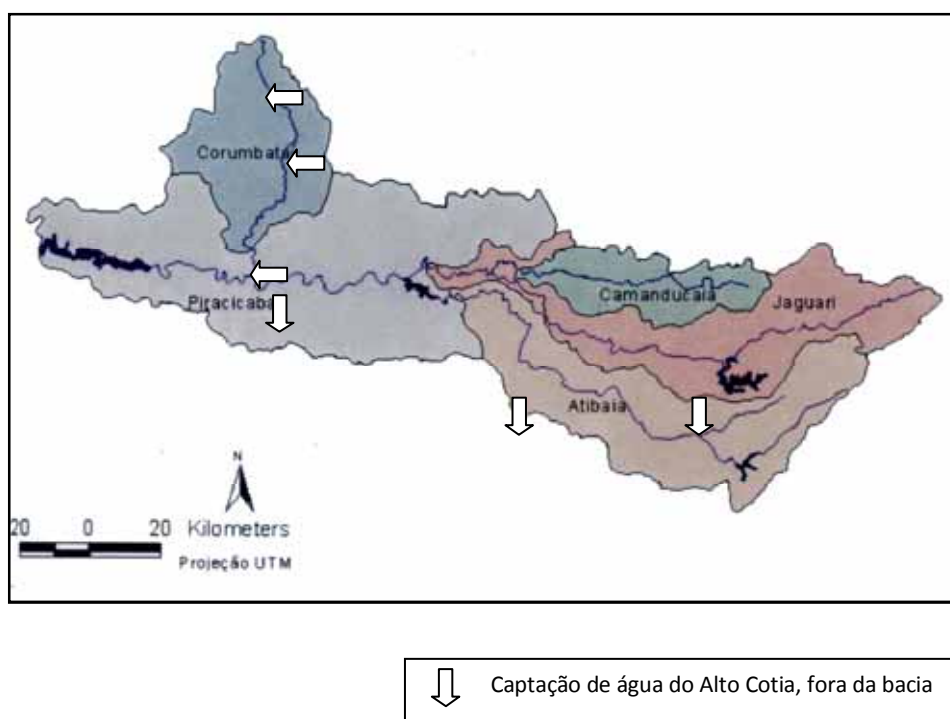 Corumbataí
Piracicaba
Camanducaia
Jaguari
Atibaia
N
20 0 20 Kilometers
Projeção UTM
Captação de água do Alto Cotia, fora da bacia